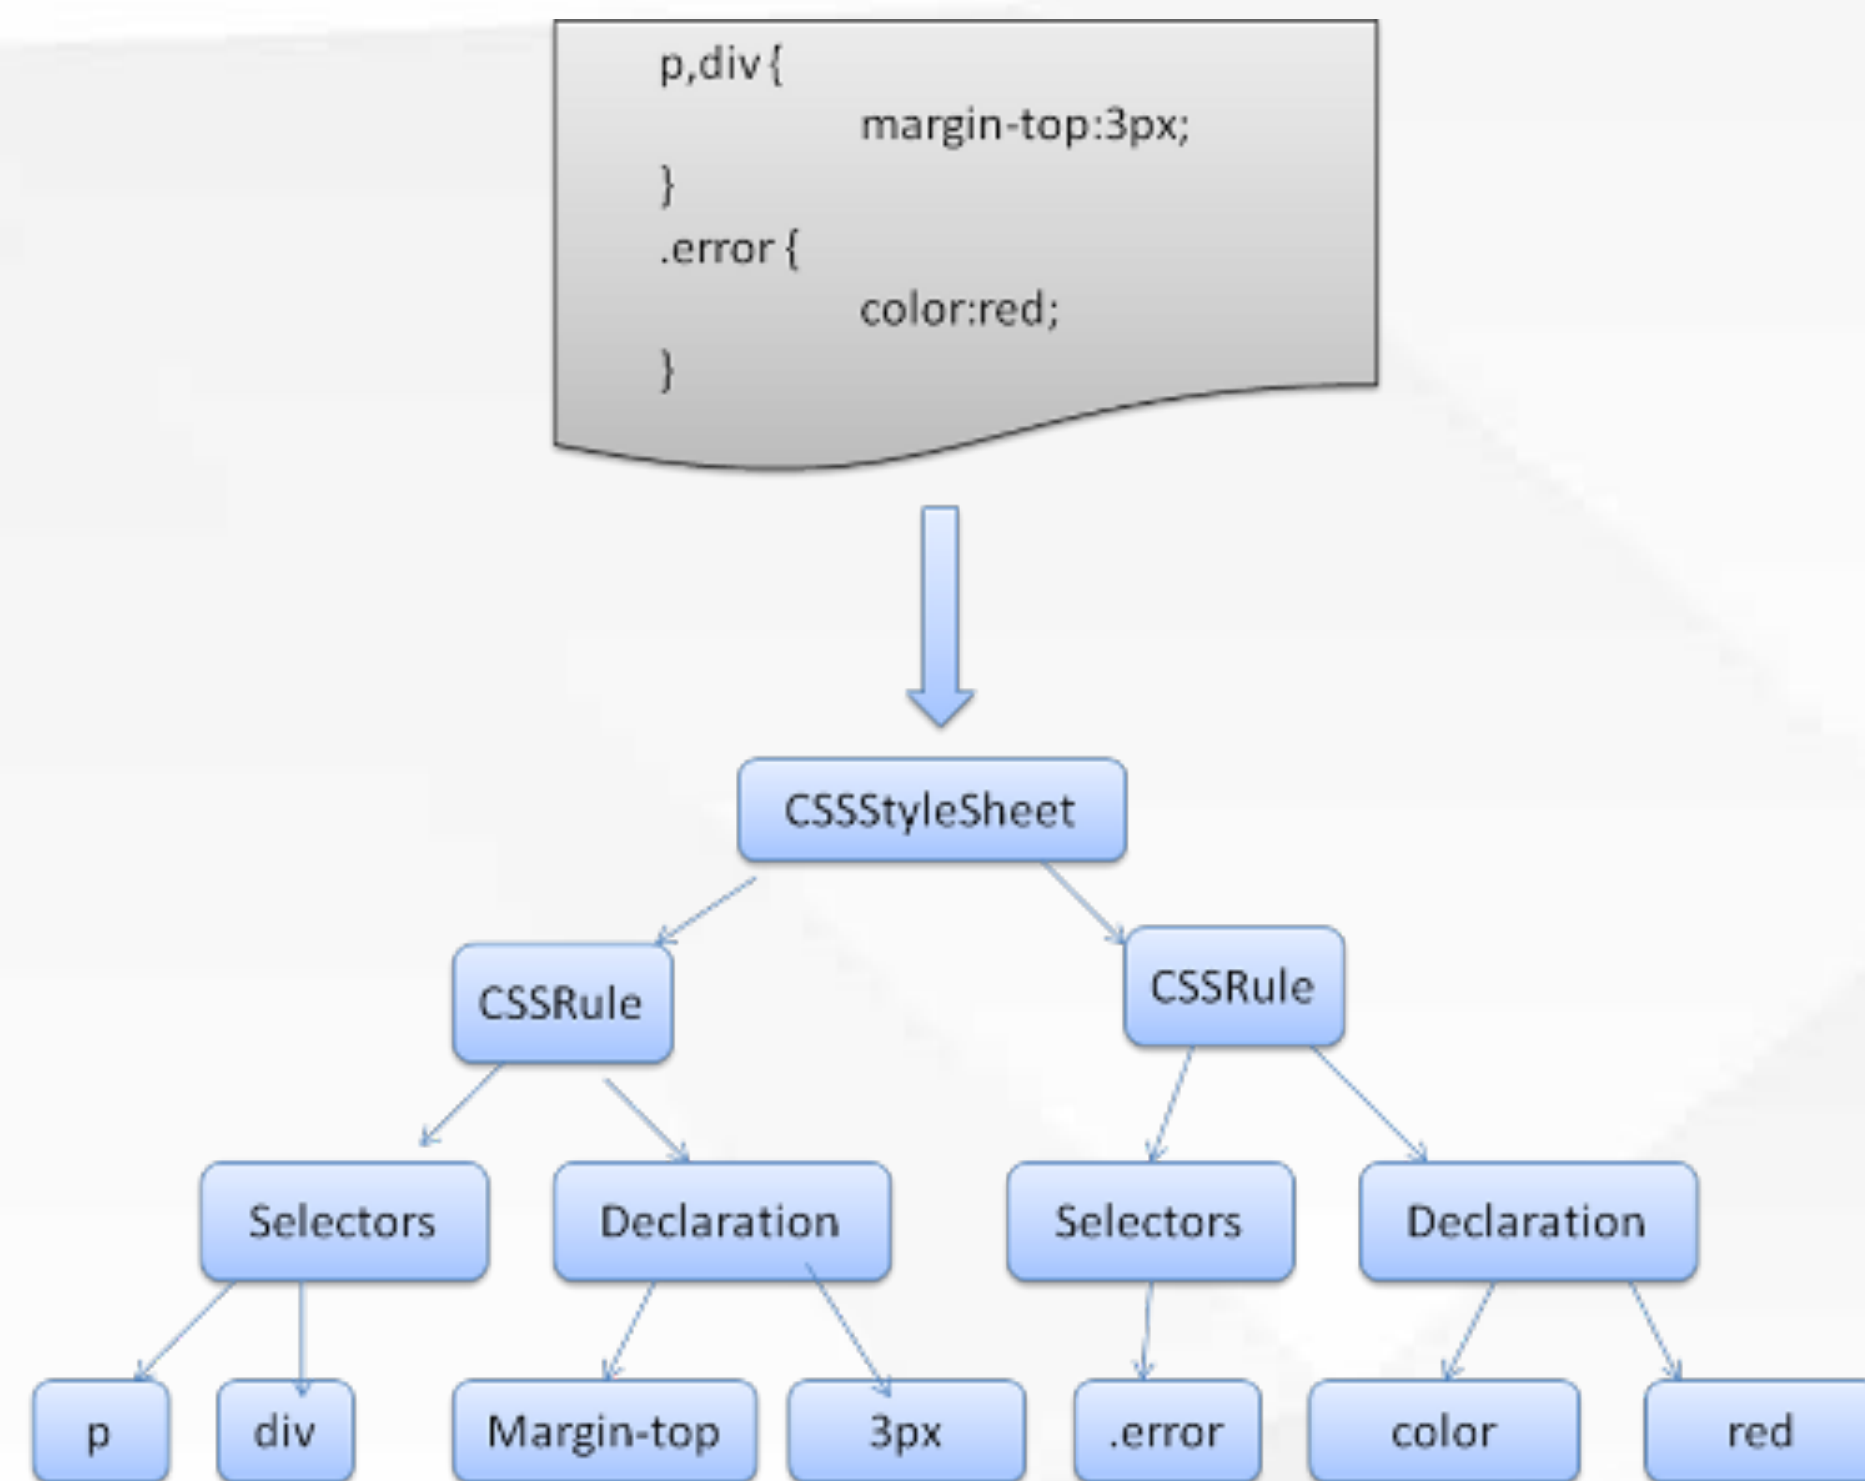 p,div {
margin-top:3px;
}
.error {
color:red;
}
CSSStyleSheet
CSSRule
CSSRule
Selectors
Declaration
Selectors
Declaration
p
div
Margin-top
3px
.error
color
red